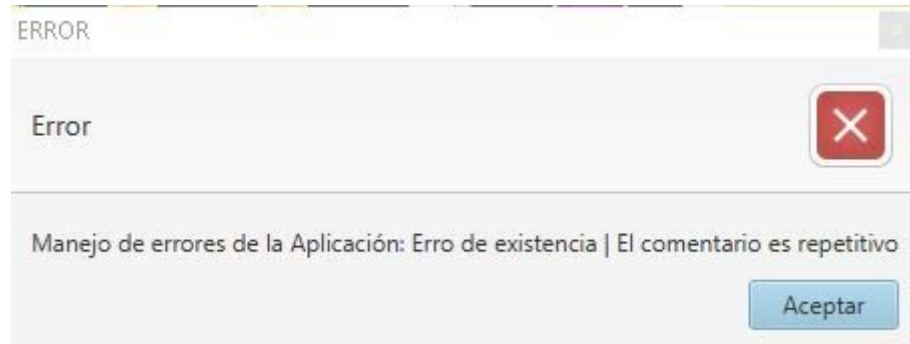 ERROR
Error
Manejo de errores de la Aplicación: Erro de existencia | El comentario es repetitivo
Aceptar